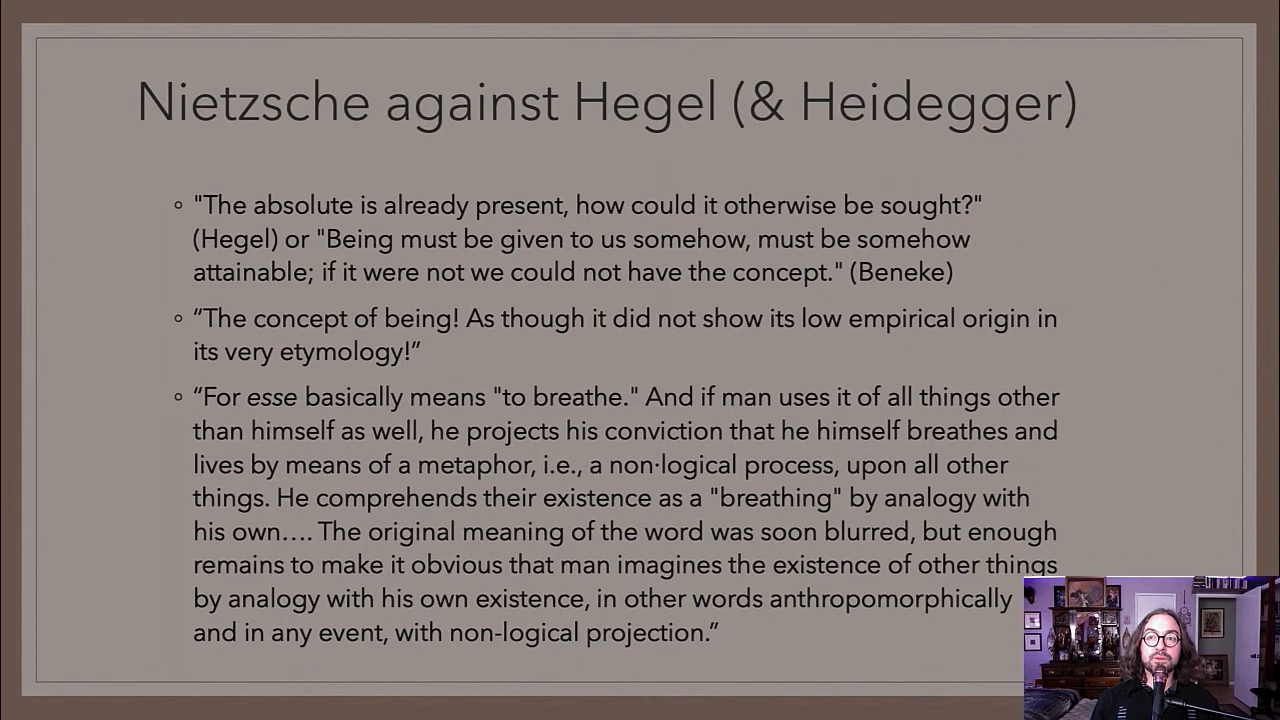 Nietzsche against Hegel (& Heidegger)
◦ "The absolute is already present, how could it otherwise be sought?"
(Hegel) or "Being must be given to us somehow, must be somehow
attainable; if it were not we could not have the concept." (Beneke)
◦ “The concept of being! As though it did not show its low empirical origin in
its very etymology!”
◦ “For esse basically means "to breathe." And if man uses it of all things other
than himself as well, he projects his conviction that he himself breathes and
lives by means of a metaphor, i.e., a non·logical process, upon all other
things. He comprehends their existence as a "breathing" by analogy with
his own…. The original meaning of the word was soon blurred, but enough
remains to make it obvious that man imagines the existence of other things
by analogy with his own existence, in other words anthropomorphically
and in any event, with non-logical projection.”